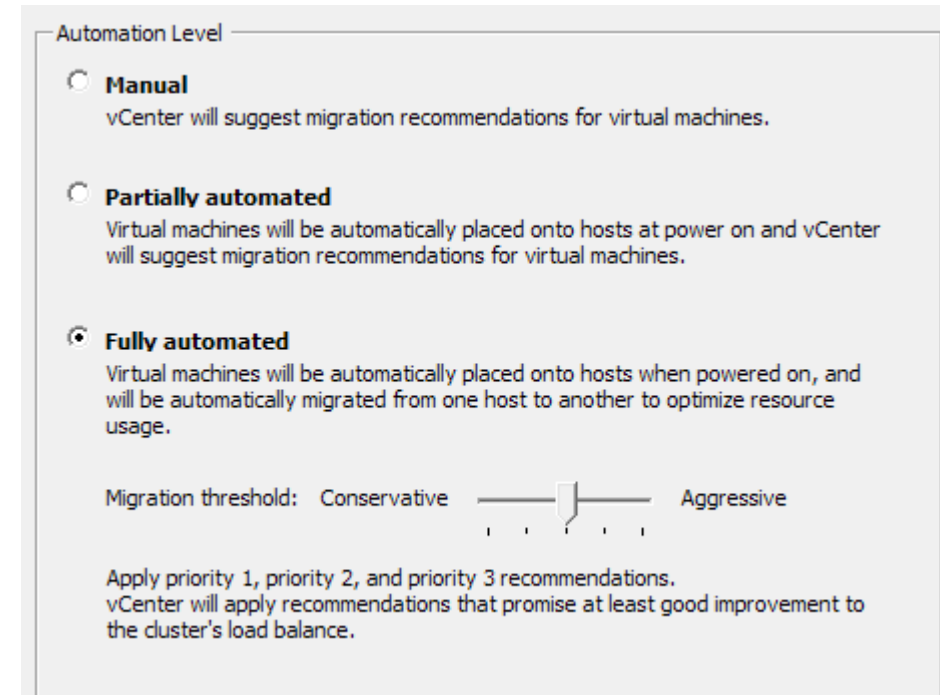 Automation Level
Manual
vCenter will suggest migration recommendations for virtual machines.
Partially automated
Virtual machines will be automatically placed onto hosts at power on and vCenter
will suggest migration recommendations for virtual machines.
Fully automated
Virtual machines will be automatically placed onto hosts when powered on, and
will be automatically migrated from one host to another to optimize resource
usage.
Migration threshold: Conservative Aggressive
Apply priority 1, priority 2, and priority 3 recommendations.
vCenter will apply recommendations that promise at least good improvement to
the cluster's load balance.